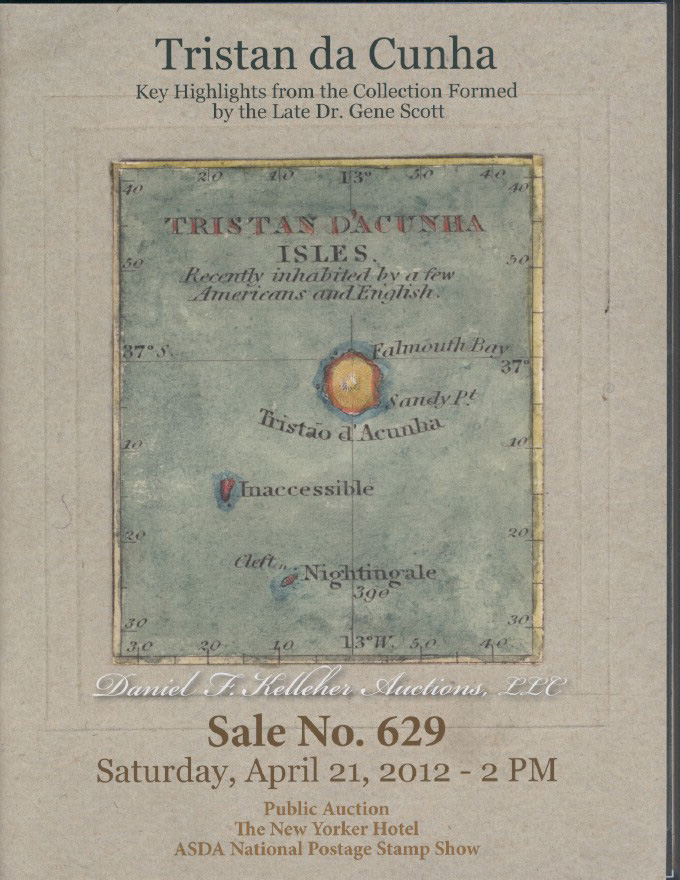 Tristan da Cunha
Key Highlights from the Collection Formed
by the Late Dr. Gene Scott
40 20 10 13° 50 40 40
TRISTAN D'ACUNHA
ISLES.
50 50
Recently inhabited by a few
Americans and English.
37° S. Falmouth Bay
37°
Sandy Pt
Tristão d'Acunha
10 10
Inaccessible
20 20
Cleft Nightingale
390
30 30
30 20 10 13° W. 50 40
Daniel F. Kelleher Auctions, LLC
Sale No. 629
Saturday, April 21, 2012 - 2 PM
Public Auction
The New Yorker Hotel
ASDA National Postage Stamp Show